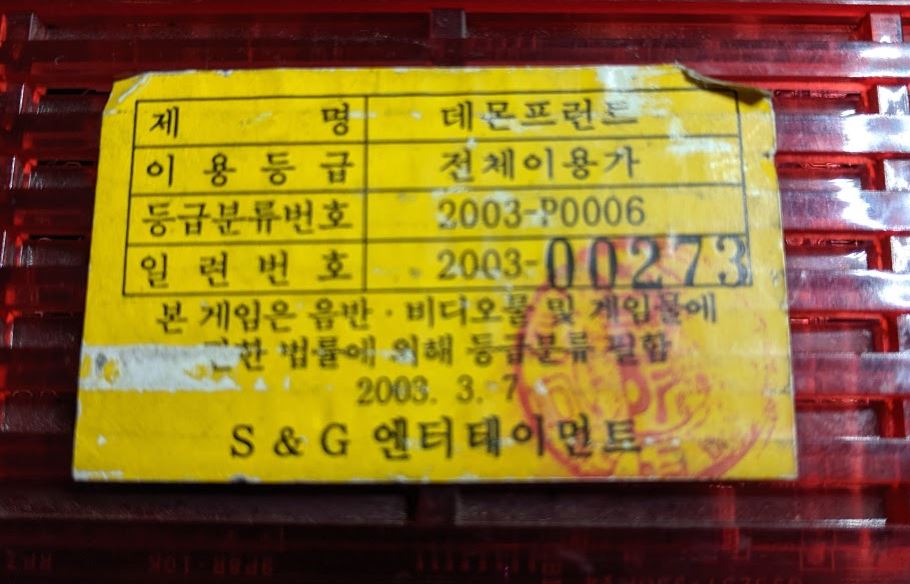 제 명 데몬프런트
이용등급 전체이용가
등급분류번호 2003-P0006
일련번호 2003-00273
본 게임은 음반·비디오물 및 게임물에
한 법률에 의해 등급분류 필함
2003. 3. 7
S & G 엔터테이먼트